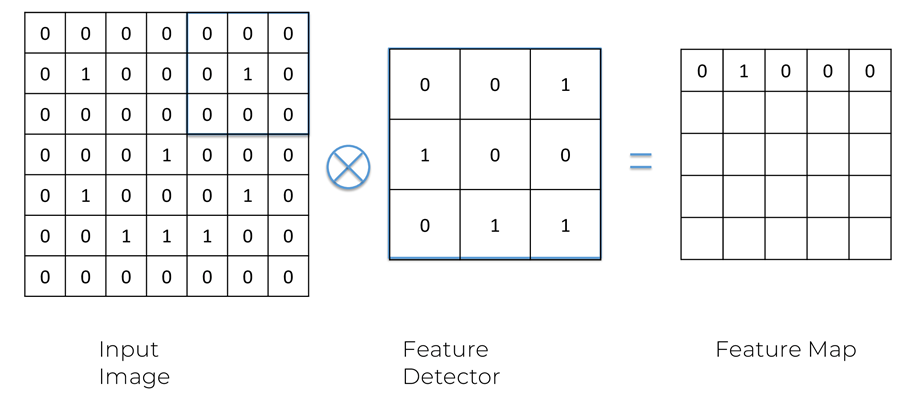 0 0 0 0 0 0 0
0 1 0 0 0 1 0
0 0 0 0 0 0 0
0 0 0 1 0 0 0
0 1 0 0 0 1 0
0 0 1 1 1 0 0
0 0 0 0 0 0 0
0 0 1
1 0 0
0 1 1
=
0 1 0 0 0
Input
Image
Feature
Detector
Feature Map